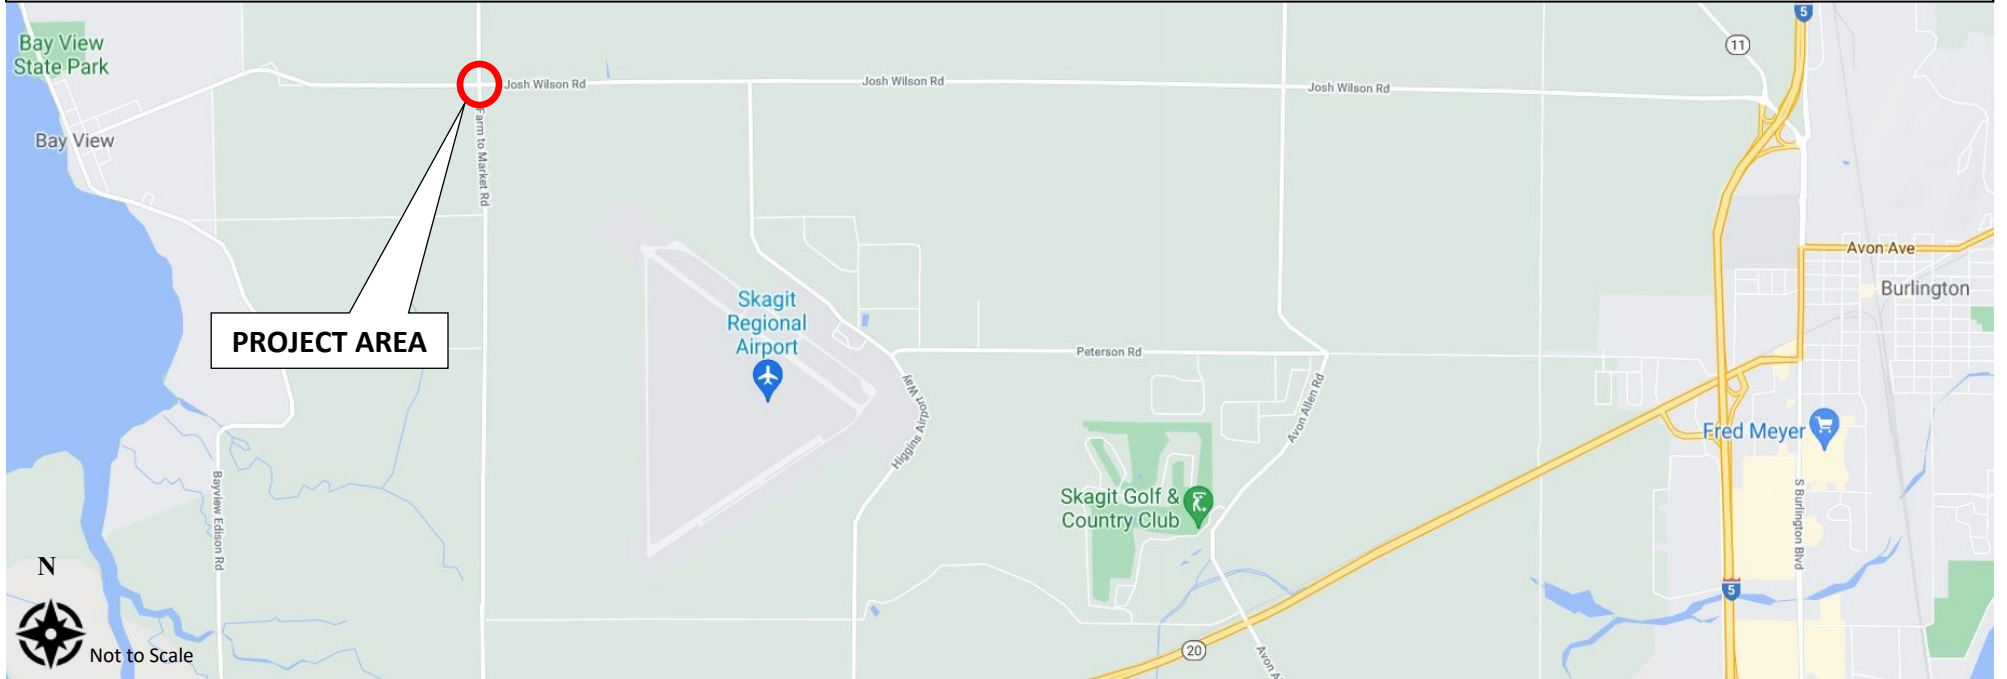 5
Bay View
State Park
11
Josh Wilson Rd
Josh Wilson Rd
Josh Wilson Rd
Bay View
Farm to Market Rd
Avon Ave
Burlington
Skagit
Regional
Airport
PROJECT AREA
Peterson Rd
Higgins Airport Way
Avon Allen Rd
Fred Meyer
Skagit Golf &
Country Club
Bayview Edison Rd
S Burlington Blvd
N
5
Not to Scale
20
Avon A